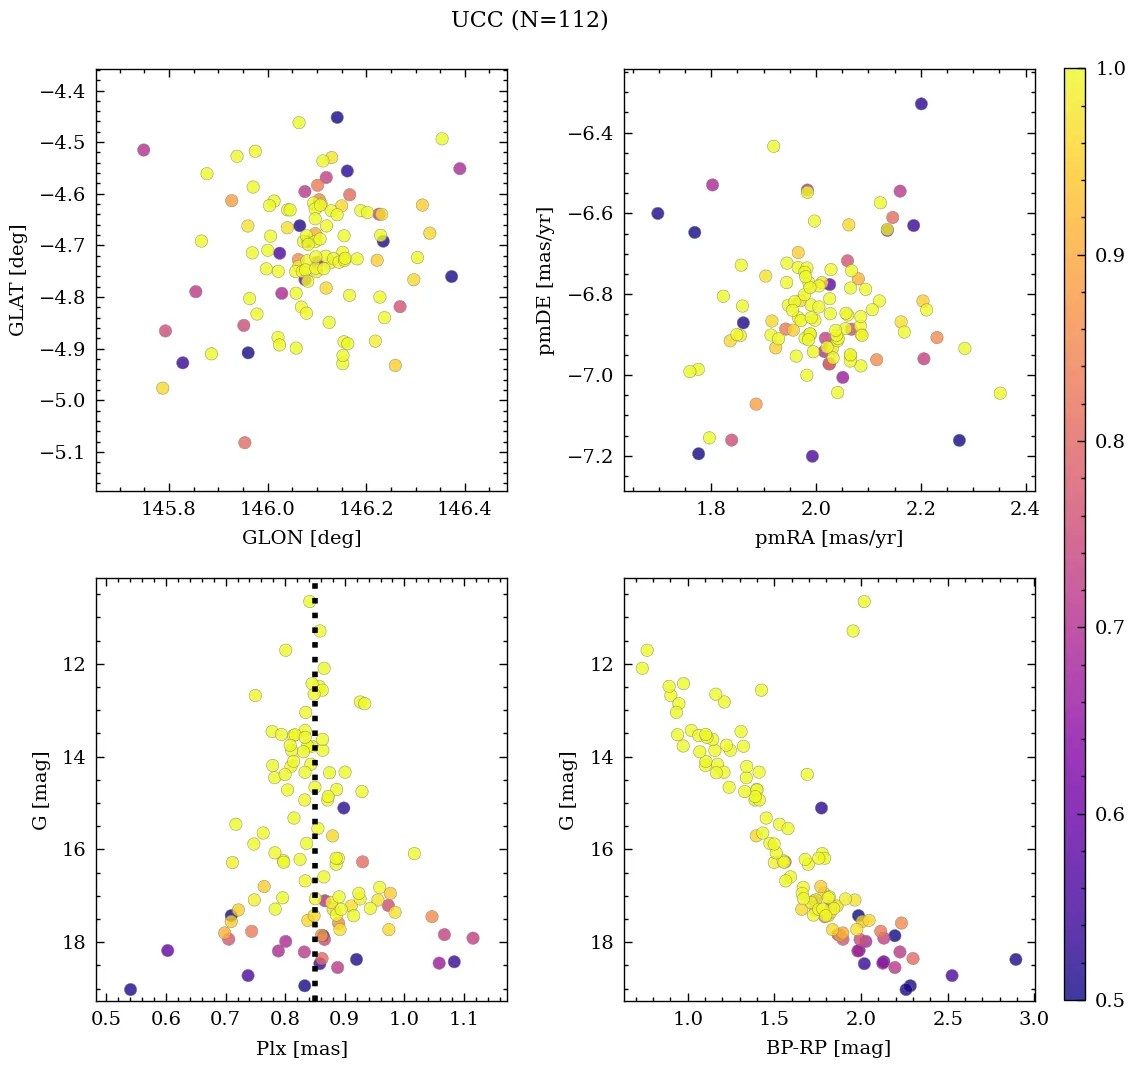 UCC (N=112)
−4.4
−4.5
−4.6
−4.7
−4.8
−4.9
−5.0
−5.1
GLAT [deg]
145.8 146.0 146.2 146.4
GLON [deg]
−6.4
−6.6
−6.8
−7.0
−7.2
pmDE [mas/yr]
1.8 2.0 2.2 2.4
pmRA [mas/yr]
1.0
0.9
0.8
0.7
0.6
0.5
12
14
16
18
G [mag]
0.5 0.6 0.7 0.8 0.9 1.0 1.1
Plx [mas]
12
14
16
18
G [mag]
1.0 1.5 2.0 2.5 3.0
BP-RP [mag]